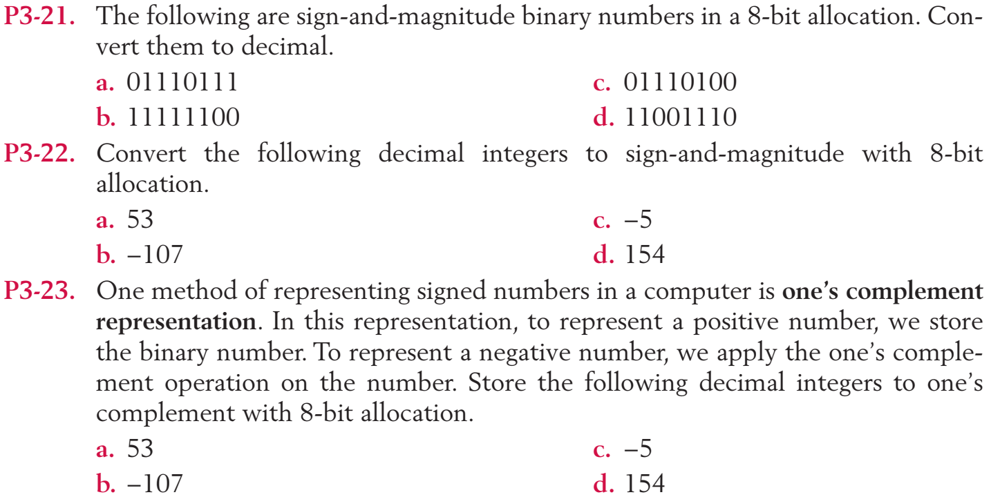 P3-21. The following are sign-and-magnitude binary numbers in a 8-bit allocation. Con-
vert them to decimal.
a. 01110111 c. 01110100
b. 11111100 d. 11001110
P3-22. Convert the following decimal integers to sign-and-magnitude with 8-bit
allocation.
a. 53 c. –5
b. –107 d. 154
P3-23. One method of representing signed numbers in a computer is one’s complement
representation. In this representation, to represent a positive number, we store
the binary number. To represent a negative number, we apply the one’s comple-
ment operation on the number. Store the following decimal integers to one’s
complement with 8-bit allocation.
a. 53 c. –5
b. –107 d. 154